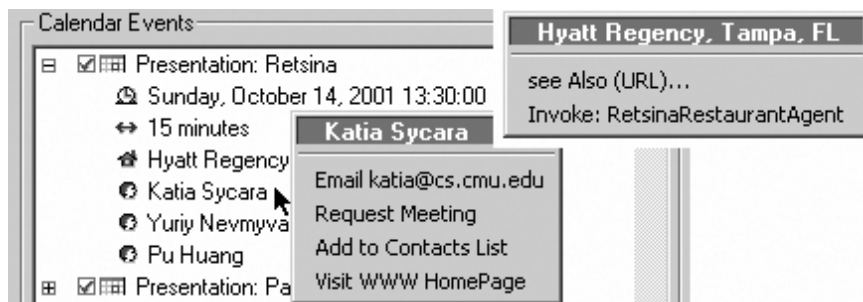 Calendar Events
Presentation: Retsina
Sunday, October 14, 2001 13:30:00
15 minutes
Hyatt Regency
Katia Sycara
Yuriy Nevmyva
Pu Huang
Presentation: Pa
Katia Sycara
Email katia@cs.cmu.edu
Request Meeting
Add to Contacts List
Visit WWW HomePage
Hyatt Regency, Tampa, FL
see Also (URL)...
Invoke: RetsinaRestaurantAgent